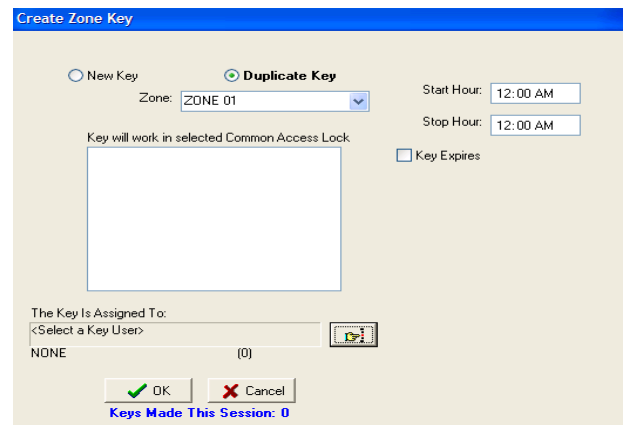 Create Zone Key
New Key Duplicate Key
Zone: ZONE 01
Start Hour: 12:00 AM
Stop Hour: 12:00 AM
Key will work in selected Common Access Lock
Key Expires
The Key Is Assigned To:
<Select a Key User>
NONE (0)
OK Cancel
Keys Made This Session: 0